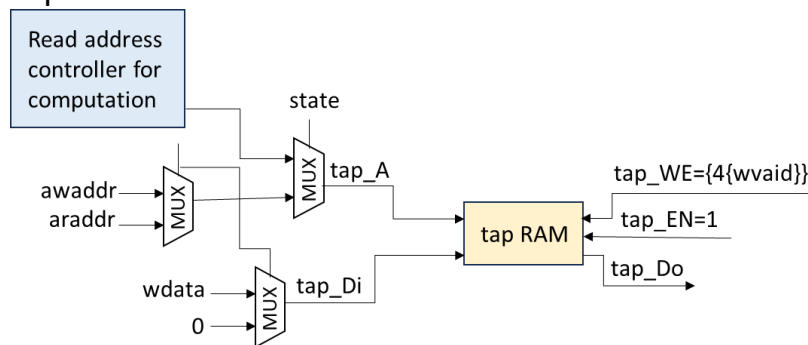 Read address
controller for
computation
state
awaddr
araddr
MUX
MUX
tap_A
tap_WE={4{wvaid}}
tap_EN=1
tap RAM
tap_Do
wdata
0
MUX
tap_Di